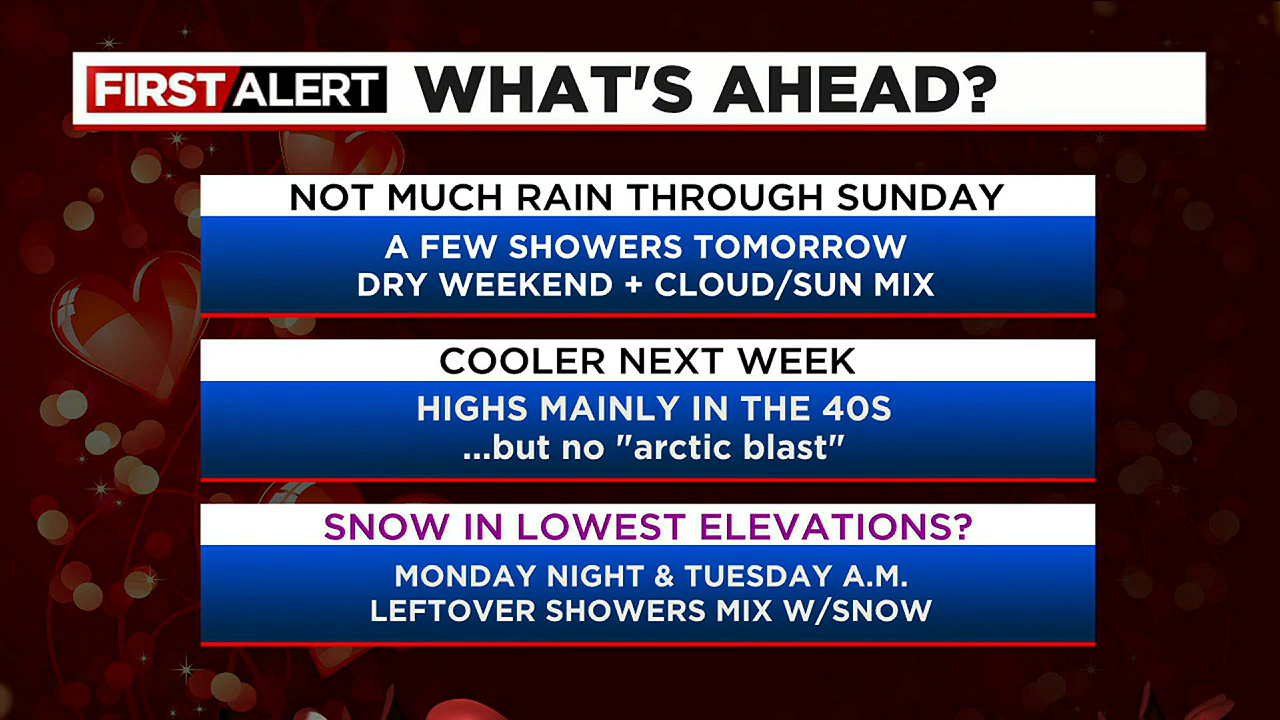 FIRST ALERT WHAT'S AHEAD?
NOT MUCH RAIN THROUGH SUNDAY
A FEW SHOWERS TOMORROW
DRY WEEKEND + CLOUD/SUN MIX
COOLER NEXT WEEK
HIGHS MAINLY IN THE 40S
...but no "arctic blast"
SNOW IN LOWEST ELEVATIONS?
MONDAY NIGHT & TUESDAY A.M.
LEFTOVER SHOWERS MIX W/SNOW